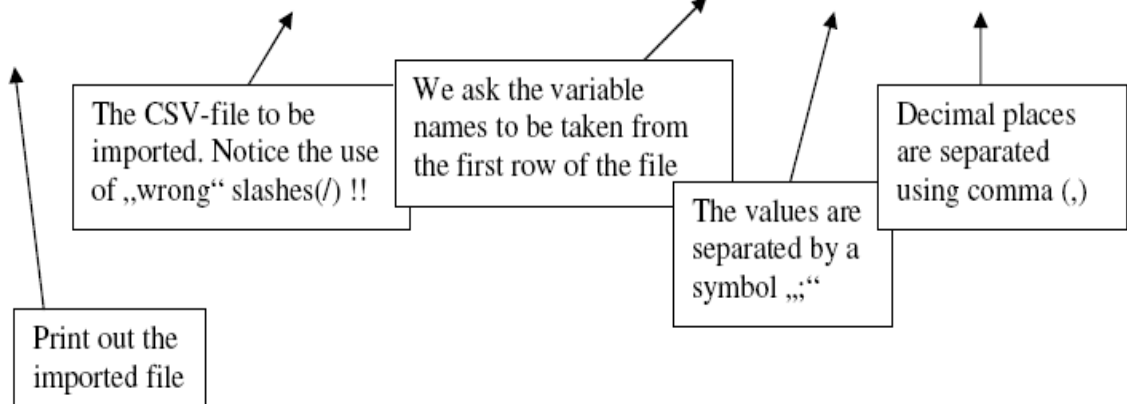 The CSV-file to be
imported. Notice the use
of „wrong“ slashes(/) !!
We ask the variable
names to be taken from
the first row of the file
The values are
separated by a
symbol „;“
Decimal places
are separated
using comma (,)
Print out the
imported file